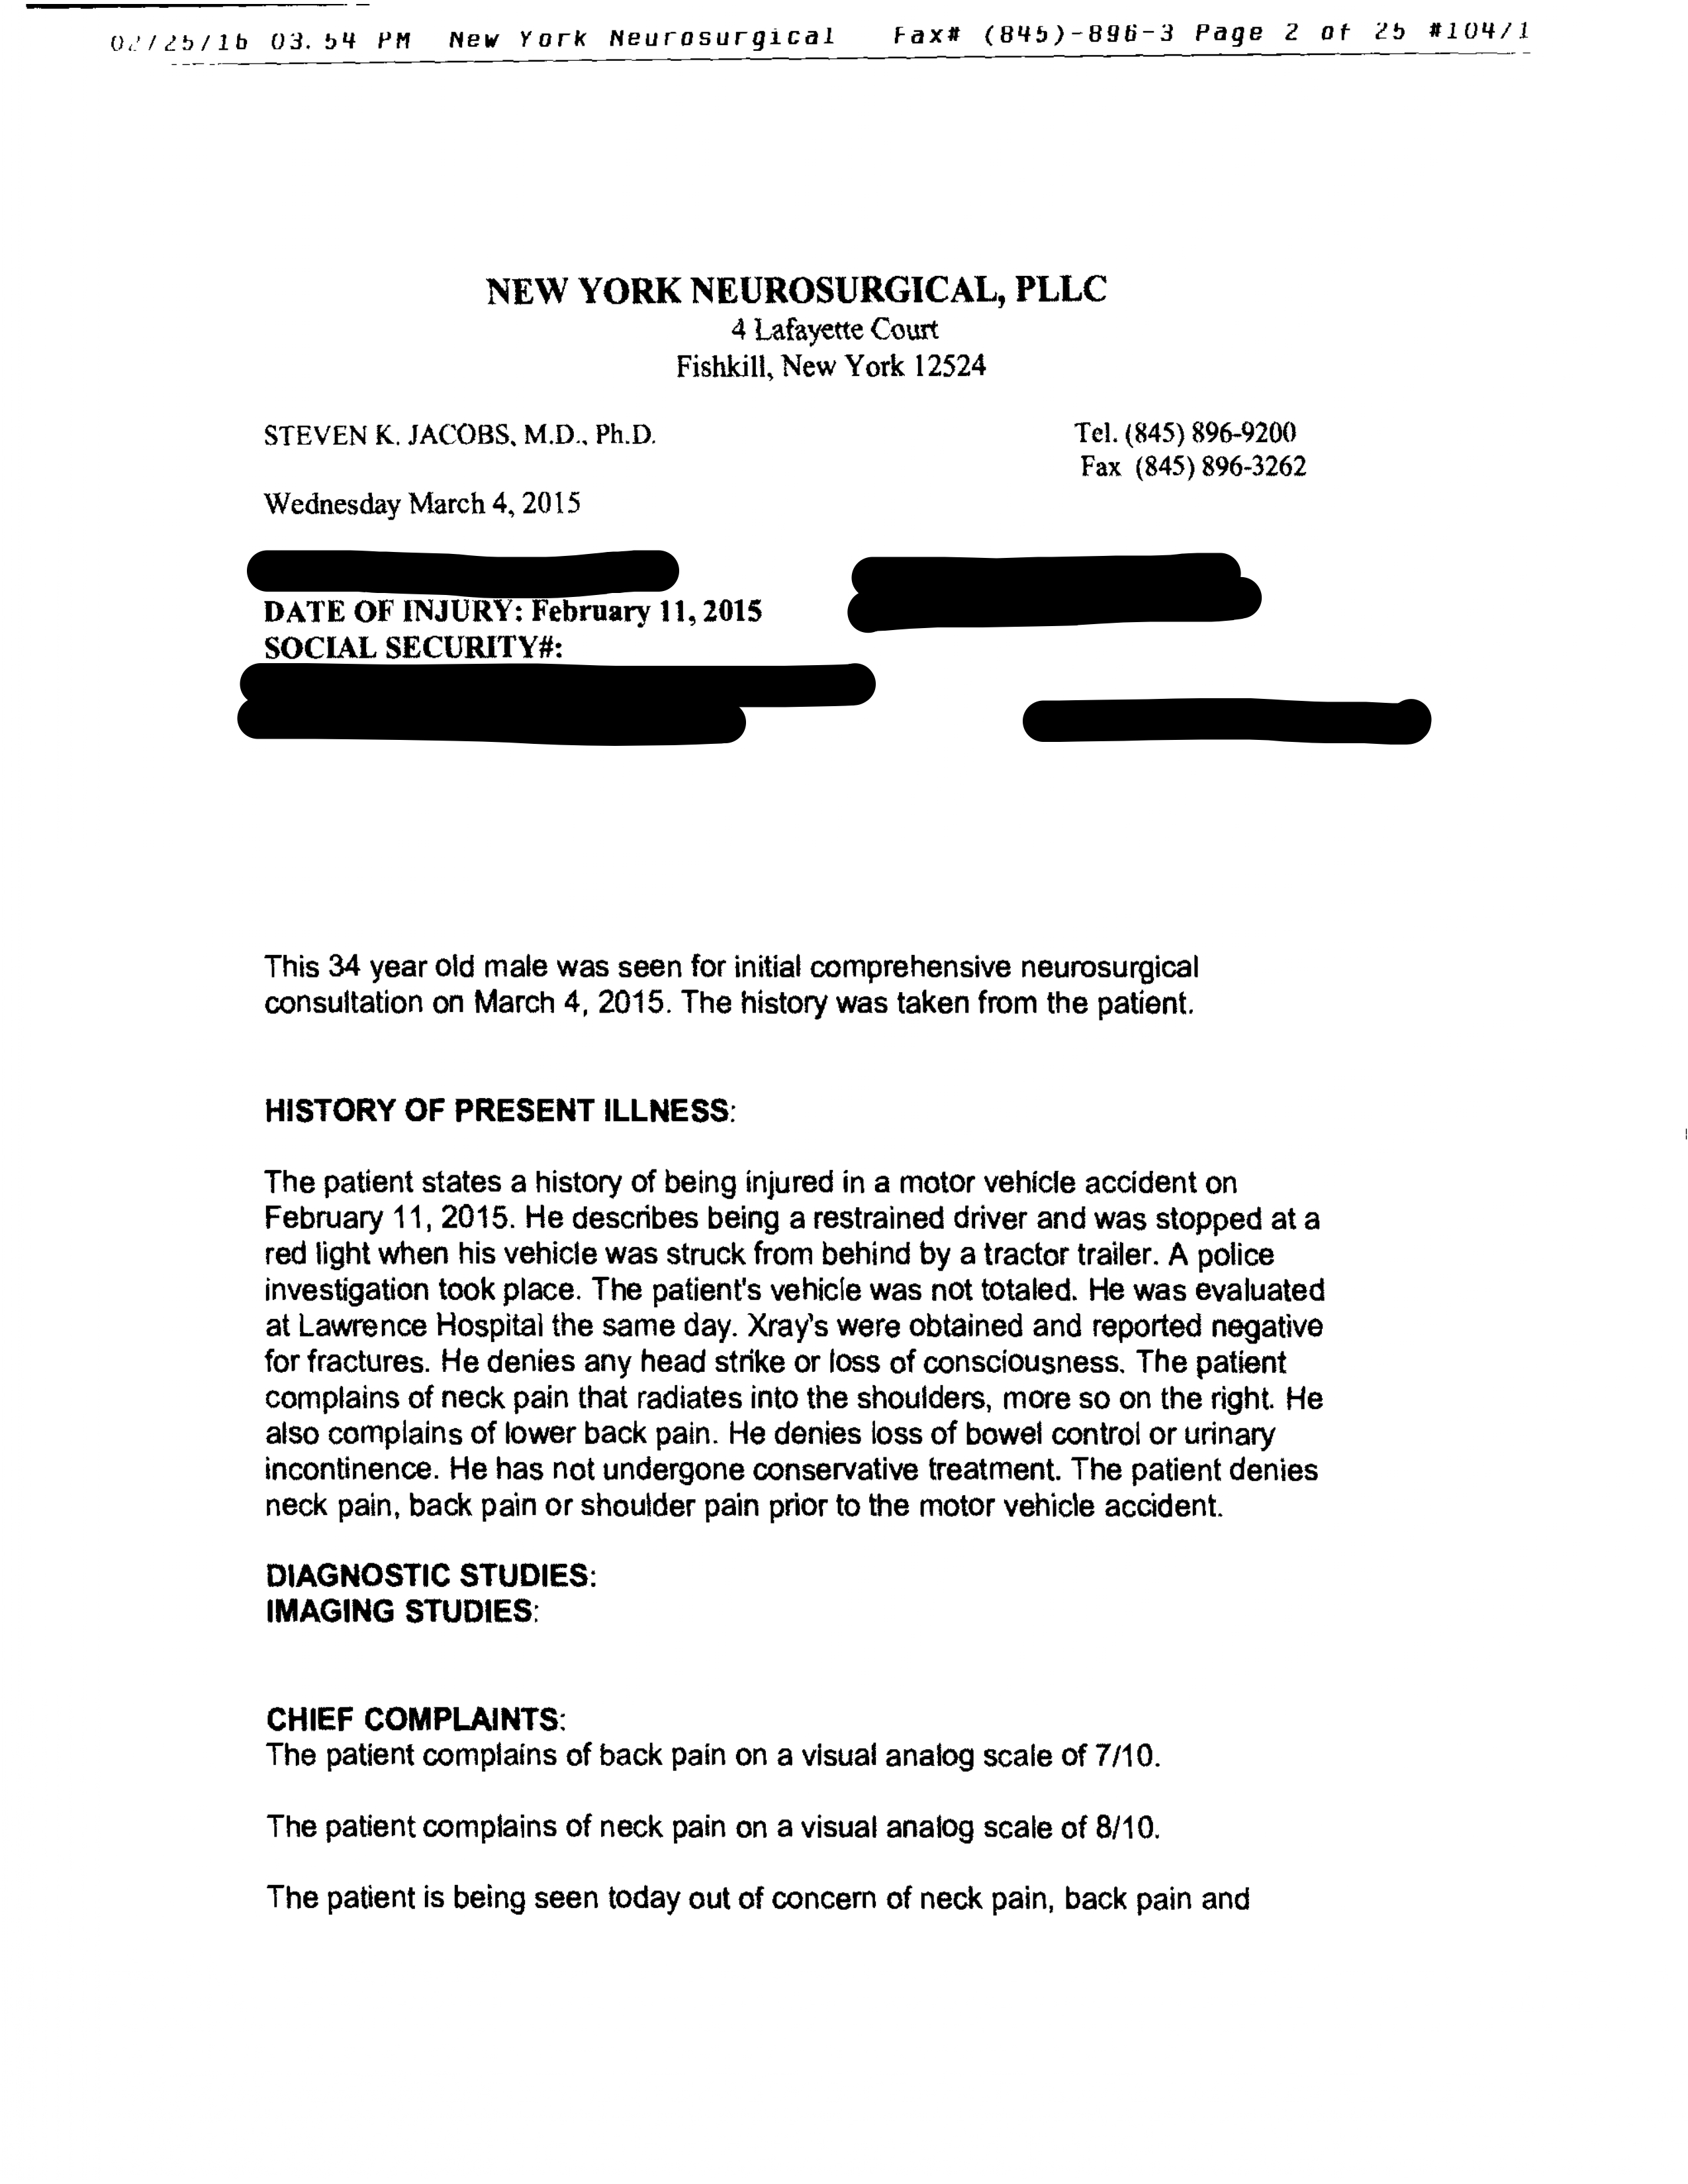 02/25/16 03.54 PM New York Neurosurgical Fax# (845)-896-3 Page 2 of 25 #104/1
NEW YORK NEUROSURGICAL, PLLC
4 Lafayette Court
Fishkill, New York 12524
STEVEN K. JACOBS, M.D., Ph.D.
Tel. (845) 896-9200
Fax (845) 896-3262
Wednesday March 4, 2015
DATE OF INJURY: February 11, 2015
SOCIAL SECURITY#:
This 34 year old male was seen for initial comprehensive neurosurgical
consultation on March 4, 2015. The history was taken from the patient.
HISTORY OF PRESENT ILLNESS:
The patient states a history of being injured in a motor vehicle accident on
February 11, 2015. He describes being a restrained driver and was stopped at a
red light when his vehicle was struck from behind by a tractor trailer. A police
investigation took place. The patient's vehicle was not totaled. He was evaluated
at Lawrence Hospital the same day. Xray's were obtained and reported negative
for fractures. He denies any head strike or loss of consciousness. The patient
complains of neck pain that radiates into the shoulders, more so on the right. He
also complains of lower back pain. He denies loss of bowel control or urinary
incontinence. He has not undergone conservative treatment. The patient denies
neck pain, back pain or shoulder pain prior to the motor vehicle accident.
DIAGNOSTIC STUDIES:
IMAGING STUDIES:
CHIEF COMPLAINTS:
The patient complains of back pain on a visual analog scale of 7/10.
The patient complains of neck pain on a visual analog scale of 8/10.
The patient is being seen today out of concern of neck pain, back pain and